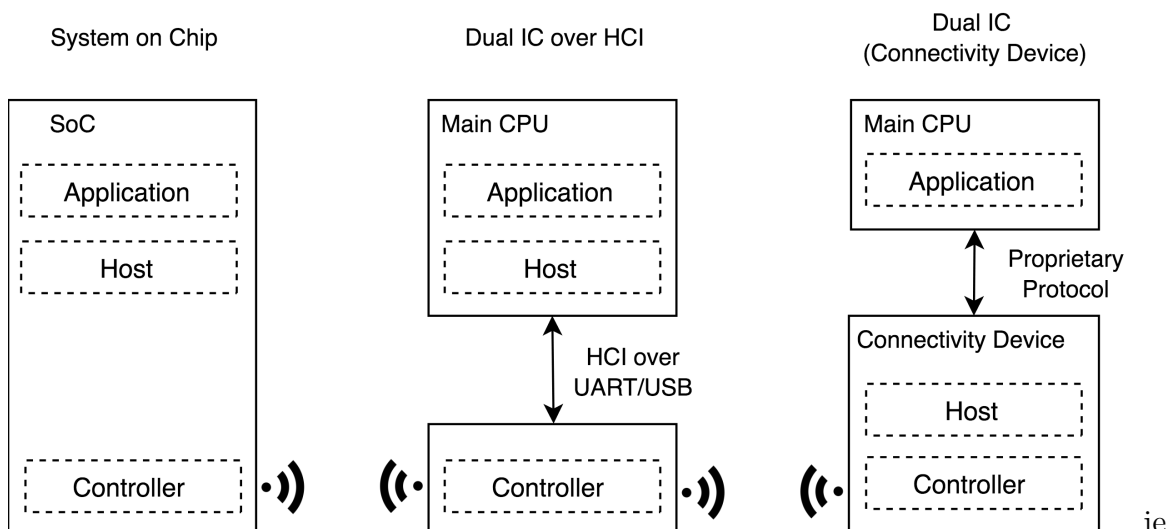 System on Chip
SoC
Application
Host
Controller
Dual IC over HCI
Main CPU
Application
Host
HCI over
UART/USB
Controller
Dual IC
(Connectivity Device)
Main CPU
Application
Proprietary
Protocol
Connectivity Device
Host
Controller
ie